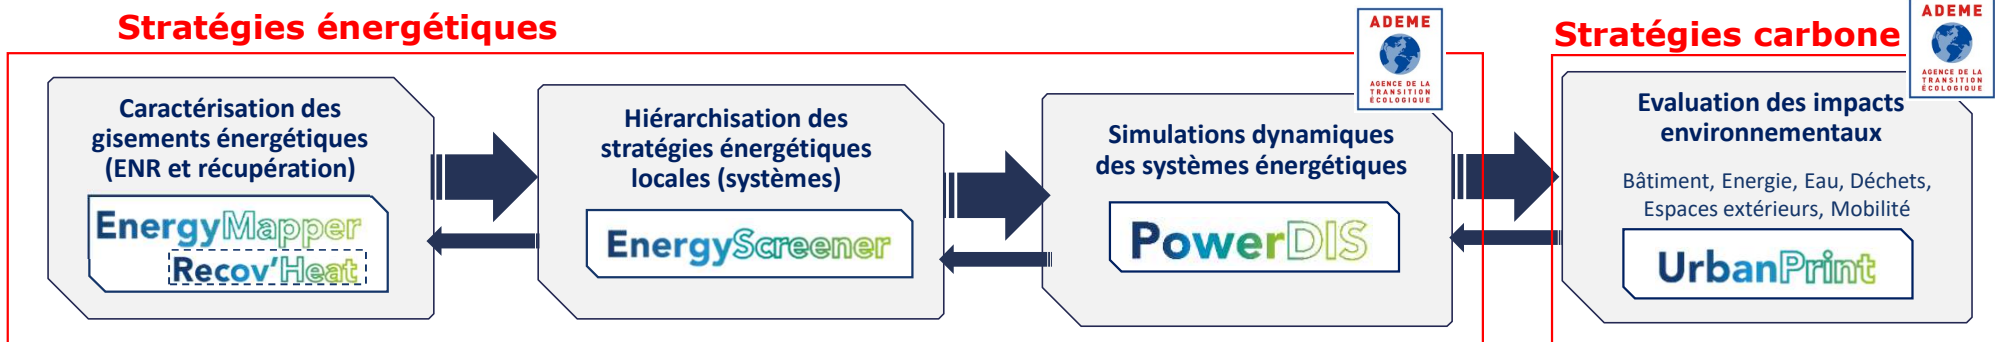 Stratégies énergétiques
ADEME
AGENCE DE LA
TRANSITION
ÉCOLOGIQUE
Caractérisation des
gisements énergétiques
(ENR et récupération)
EnergyMapper
Recov'Heat
Hiérarchisation des
stratégies énergétiques
locales (systèmes)
EnergyScreener
Simulations dynamiques
des systèmes énergétiques
PowerDIS
Stratégies carbone
ADEME
AGENCE DE LA
TRANSITION
ÉCOLOGIQUE
Evaluation des impacts
environnementaux
Bâtiment, Energie, Eau, Déchets,
Espaces extérieurs, Mobilité
UrbanPrint